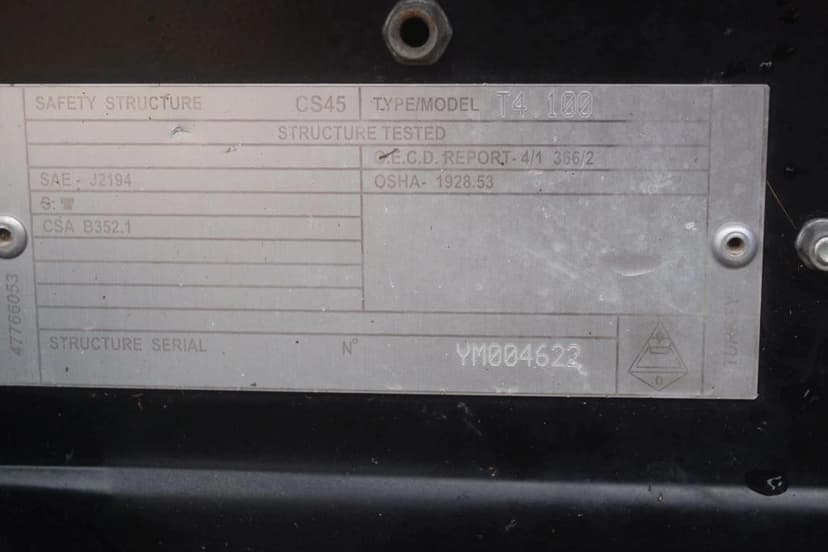 SAFETY STRUCTURE CS45 TYPE/MODEL T4.100
STRUCTURE TESTED
O.E.C.D. REPORT- 4/1 366/2
SAE - J2194 OSHA- 1928.53
CSA B352.1
STRUCTURE SERIAL N° YM004622
0
47766053
TURKEY